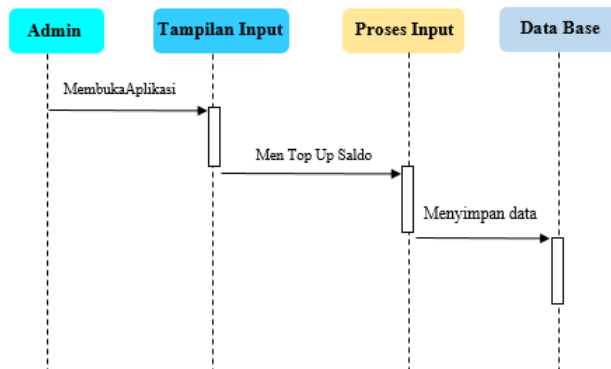 Admin
Tampilan Input
Proses Input
Data Base
MembukaAplikasi
Men Top Up Saldo
Menyimpan data